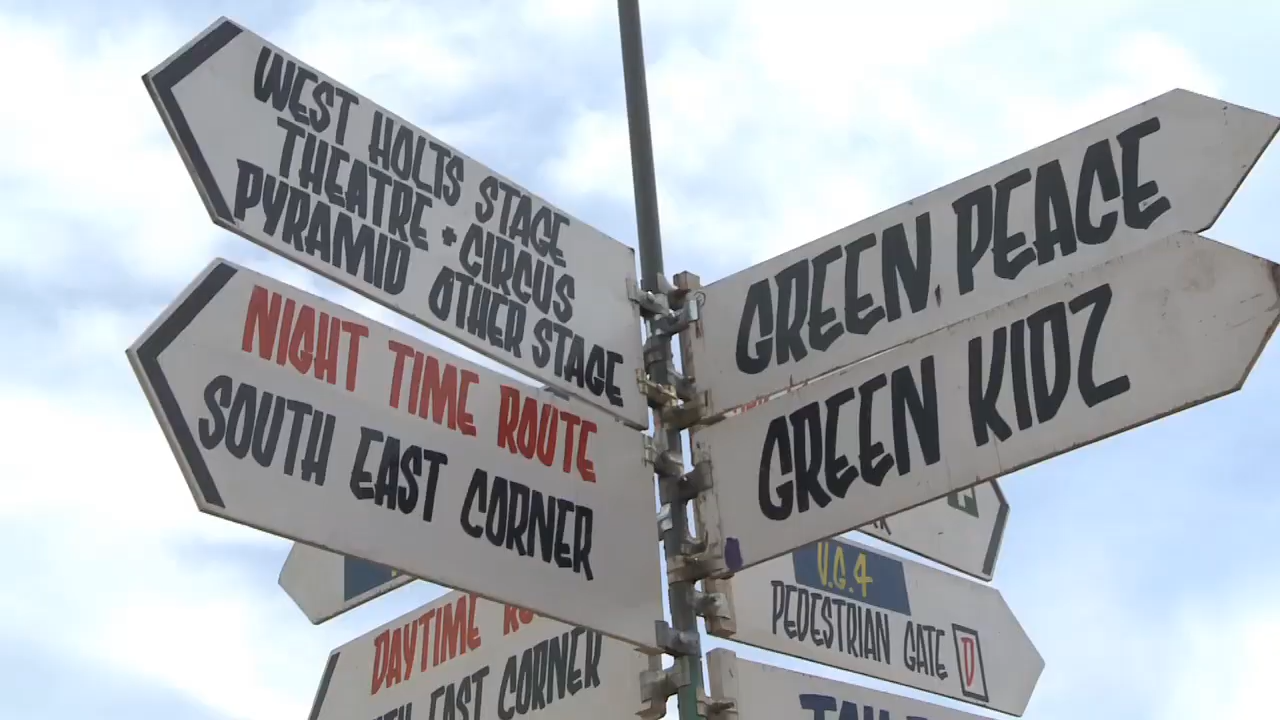 WEST HOLTS STAGE
THEATRE + CIRCUS
PYRAMID OTHER STAGE
NIGHT TIME ROUTE
SOUTH EAST CORNER
DAYTIME
EAST CORNER
GREEN PEACE
GREEN KIDZ
V.G.4
PEDESTRIAN GATE D